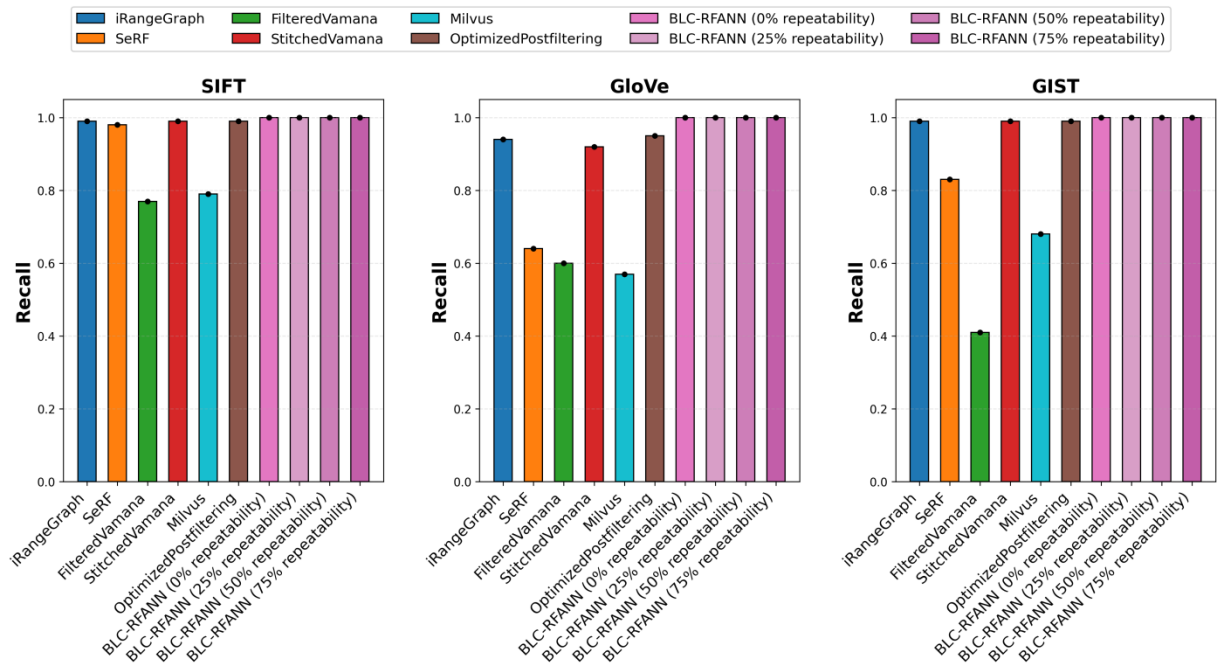 iRangeGraph FilteredVamana Milvus BLC-RFANN (0% repeatability) BLC-RFANN (50% repeatability)
SeRF StitchedVamana OptimizedPostfiltering BLC-RFANN (25% repeatability) BLC-RFANN (75% repeatability)
SIFT
Recall
1.0
0.8
0.6
0.4
0.2
0.0
iRangeGraph
SeRF
FilteredVamana
StitchedVamana
Milvus
OptimizedPostfiltering
BLC-RFANN (0% repeatability)
BLC-RFANN (25% repeatability)
BLC-RFANN (50% repeatability)
BLC-RFANN (75% repeatability)
GloVe
Recall
1.0
0.8
0.6
0.4
0.2
0.0
iRangeGraph
SeRF
FilteredVamana
StitchedVamana
Milvus
OptimizedPostfiltering
BLC-RFANN (0% repeatability)
BLC-RFANN (25% repeatability)
BLC-RFANN (50% repeatability)
BLC-RFANN (75% repeatability)
GIST
Recall
1.0
0.8
0.6
0.4
0.2
0.0
iRangeGraph
SeRF
FilteredVamana
StitchedVamana
Milvus
OptimizedPostfiltering
BLC-RFANN (0% repeatability)
BLC-RFANN (25% repeatability)
BLC-RFANN (50% repeatability)
BLC-RFANN (75% repeatability)